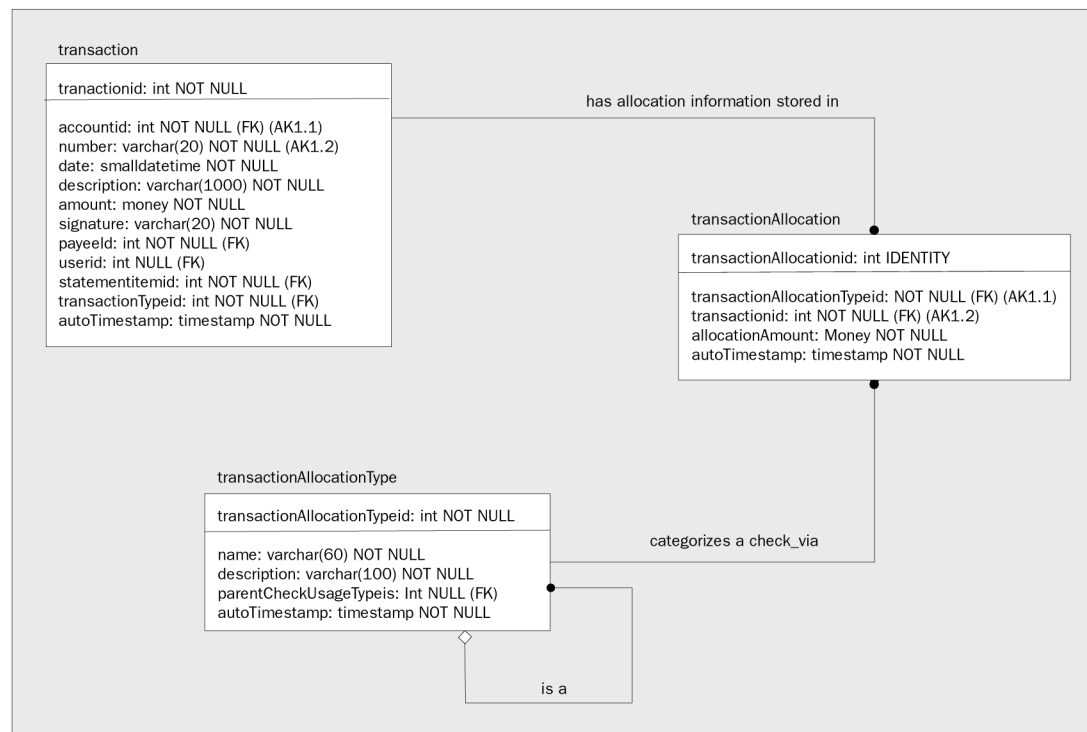 transaction
tranactionid: int NOT NULL
accountid: int NOT NULL (FK) (AK1.1)
number: varchar(20) NOT NULL (AK1.2)
date: smalldatetime NOT NULL
description: varchar(1000) NOT NULL
amount: money NOT NULL
signature: varchar(20) NOT NULL
payeeId: int NOT NULL (FK)
userid: int NULL (FK)
statementitemid: int NOT NULL (FK)
transactionTypeid: int NOT NULL (FK)
autoTimestamp: timestamp NOT NULL
has allocation information stored in
transactionAllocation
transactionAllocationid: int IDENTITY
transactionAllocationTypeid: NOT NULL (FK) (AK1.1)
transactionid: int NOT NULL (FK) (AK1.2)
allocationAmount: Money NOT NULL
autoTimestamp: timestamp NOT NULL
transactionAllocationType
transactionAllocationTypeid: int NOT NULL
name: varchar(60) NOT NULL
description: varchar(100) NOT NULL
parentCheckUsageTypeis: Int NULL (FK)
autoTimestamp: timestamp NOT NULL
categorizes a check_via
is a